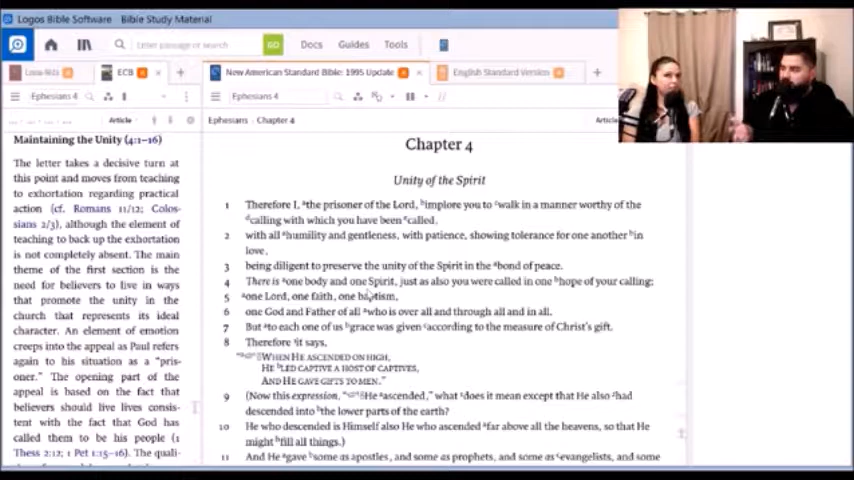 Logos Bible Software Bible Study Material
Enter passage or search GO Docs Guides Tools
ECB New American Standard Bible: 1995 Update English Standard Version
Ephesians 4 Ephesians 4
Article Ephesians Chapter 4
Maintaining the Unity (4:1–16)
The letter takes a decisive turn at
this point and moves from teaching
to exhortation regarding practical
action (cf. Romans 11/12; Colos-
sians 2/3), although the element of
teaching to back up the exhortation
is not completely absent. The main
theme of the first section is the
need for believers to live in ways
that promote the unity in the
church that represents its ideal
character. An element of emotion
creeps into the appeal as Paul refers
again to his situation as a “pris-
oner.” The opening part of the
appeal is based on the fact that
believers should live lives consis-
tent with the fact that God has
called them to be his people (1
Thess 2:12; 1 Pet 1:15–16). The quali-
Chapter 4
Unity of the Spirit
1 Therefore I, the prisoner of the Lord, implore you to walk in a manner worthy of the
calling with which you have been called,
2 with all humility and gentleness, with patience, showing tolerance for one another in
love,
3 being diligent to preserve the unity of the Spirit in the bond of peace.
4 There is one body and one Spirit, just as also you were called in one hope of your calling;
5 one Lord, one faith, one baptism,
6 one God and Father of all who is over all and through all and in all.
7 But to each one of us grace was given according to the measure of Christ’s gift.
8 Therefore it says,
“WHEN HE ASCENDED ON HIGH,
HE LED CAPTIVE A HOST OF CAPTIVES,
AND HE GAVE GIFTS TO MEN.”
9 (Now this expression, “He ascended,” what does it mean except that He also had
descended into the lower parts of the earth?
10 He who descended is Himself also He who ascended far above all the heavens, so that He
might fill all things.)
11 And He gave some as apostles, and some as prophets, and some as evangelists, and some